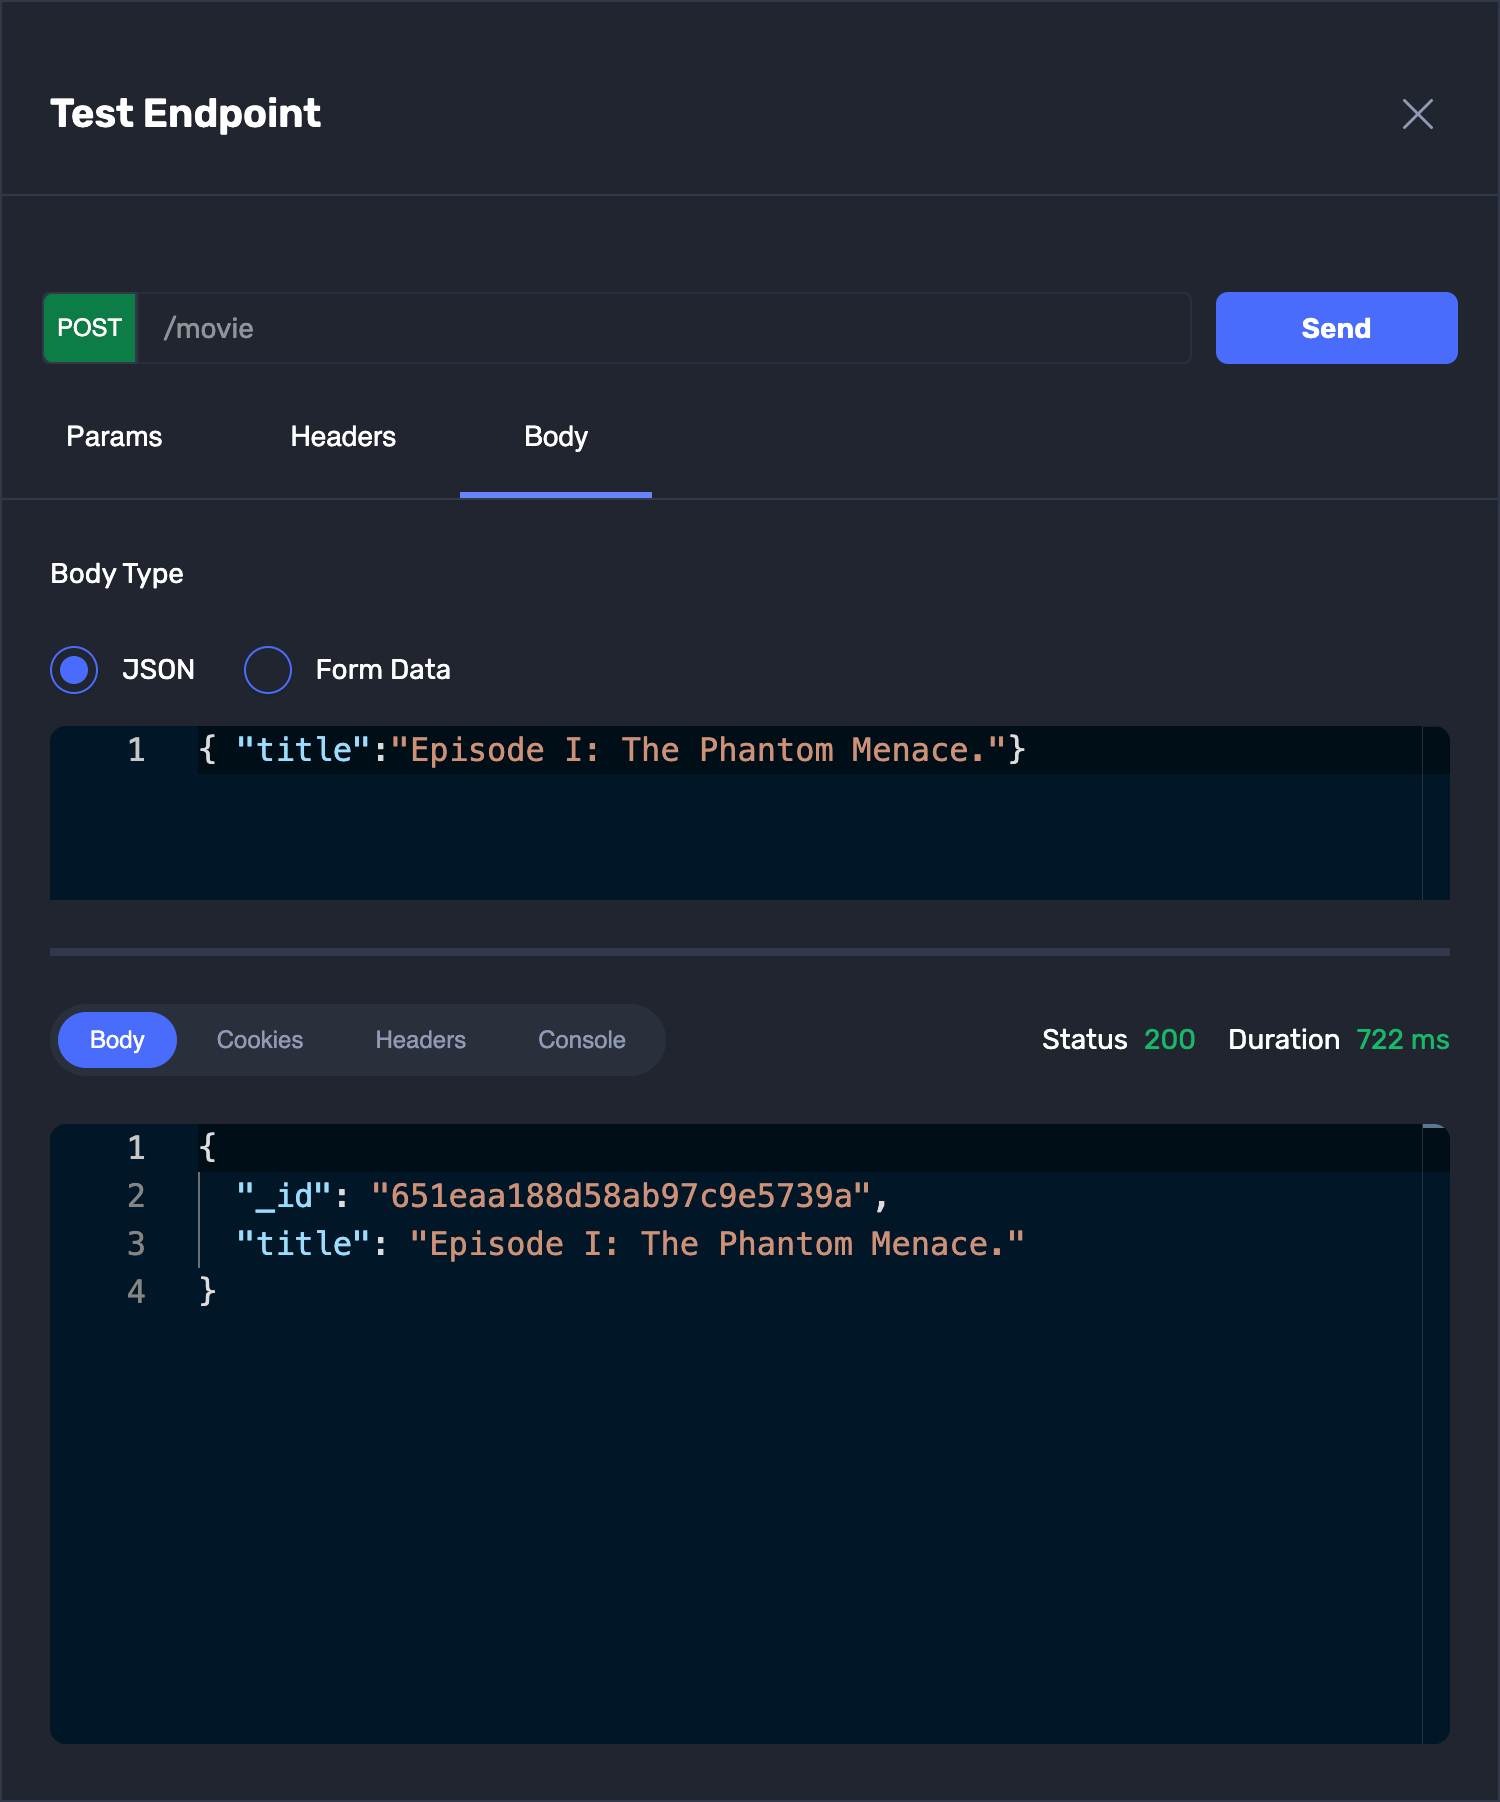 Test Endpoint
POST /movie Send
Params Headers Body
Body Type
JSON Form Data
1 { "title":"Episode I: The Phantom Menace."}
Body Cookies Headers Console Status 200 Duration 722 ms
1 {
2 "_id": "651eaa188d58ab97c9e5739a",
3 "title": "Episode I: The Phantom Menace."
4 }